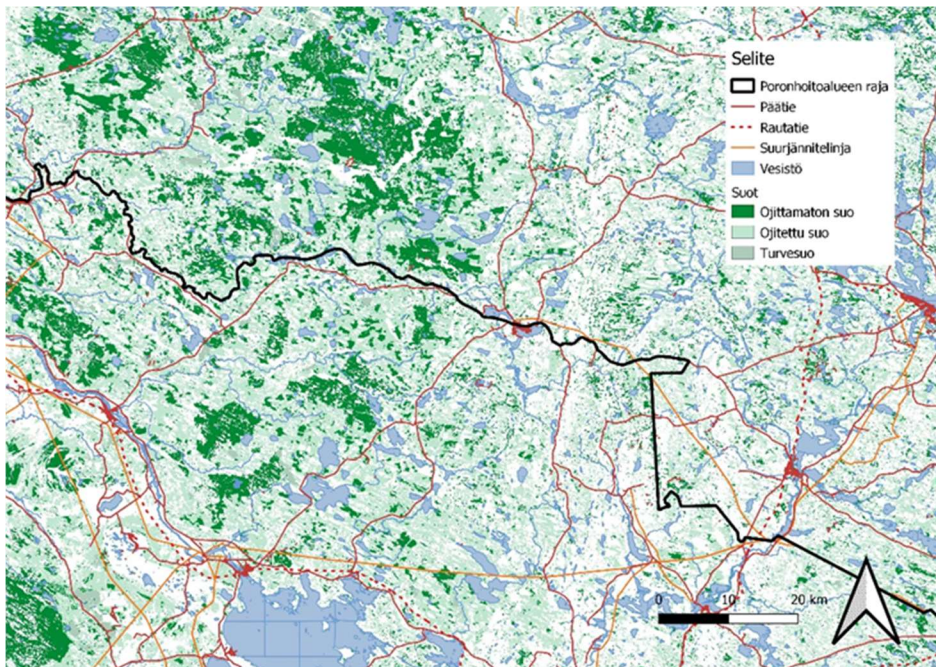 Selite
Poronhoitoalueen raja
Päätie
Rautatie
Suurjännitelinja
Vesistö
Suot
Ojittamaton suo
Ojitettu suo
Turvesuo
0 10 20 km